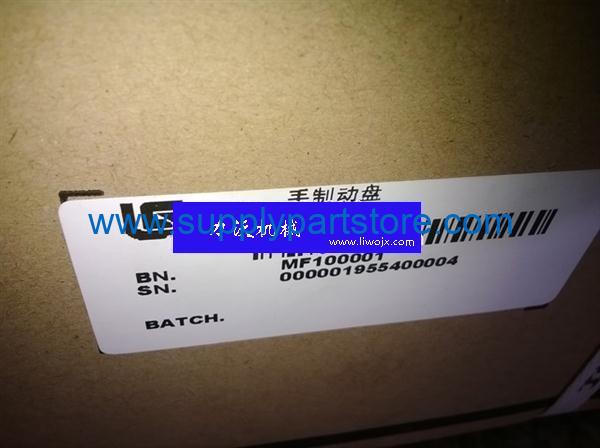 手制动盘
www.supplypartstore.com
力沃机械
www.liwojx.com
BN. MF100001
SN. 000001955400004
BATCH.